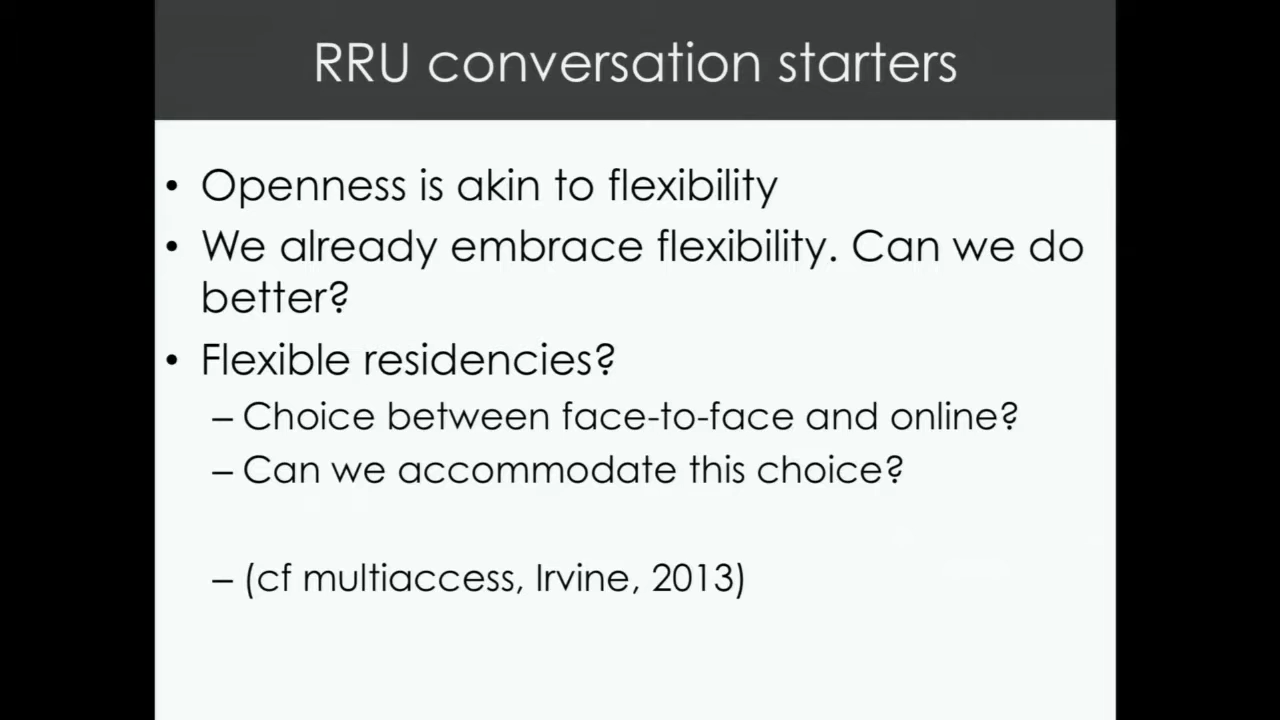 RRU conversation starters
• Openness is akin to flexibility
• We already embrace flexibility. Can we do
better?
• Flexible residencies?
– Choice between face-to-face and online?
– Can we accommodate this choice?
– (cf multiaccess, Irvine, 2013)